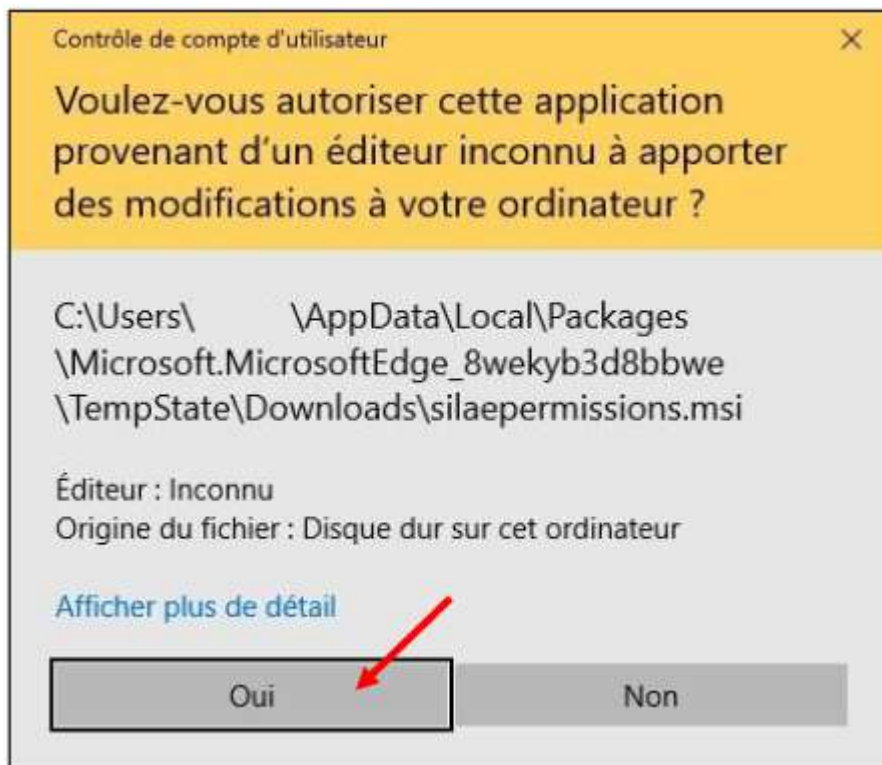 Contrôle de compte d'utilisateur
Voulez-vous autoriser cette application
provenant d'un éditeur inconnu à apporter
des modifications à votre ordinateur ?
C:\Users\ \AppData\Local\Packages
\Microsoft.MicrosoftEdge_8wekyb3d8bbwe
\TempState\Downloads\silaepermissions.msi
Éditeur : Inconnu
Origine du fichier : Disque dur sur cet ordinateur
Afficher plus de détail
Oui Non